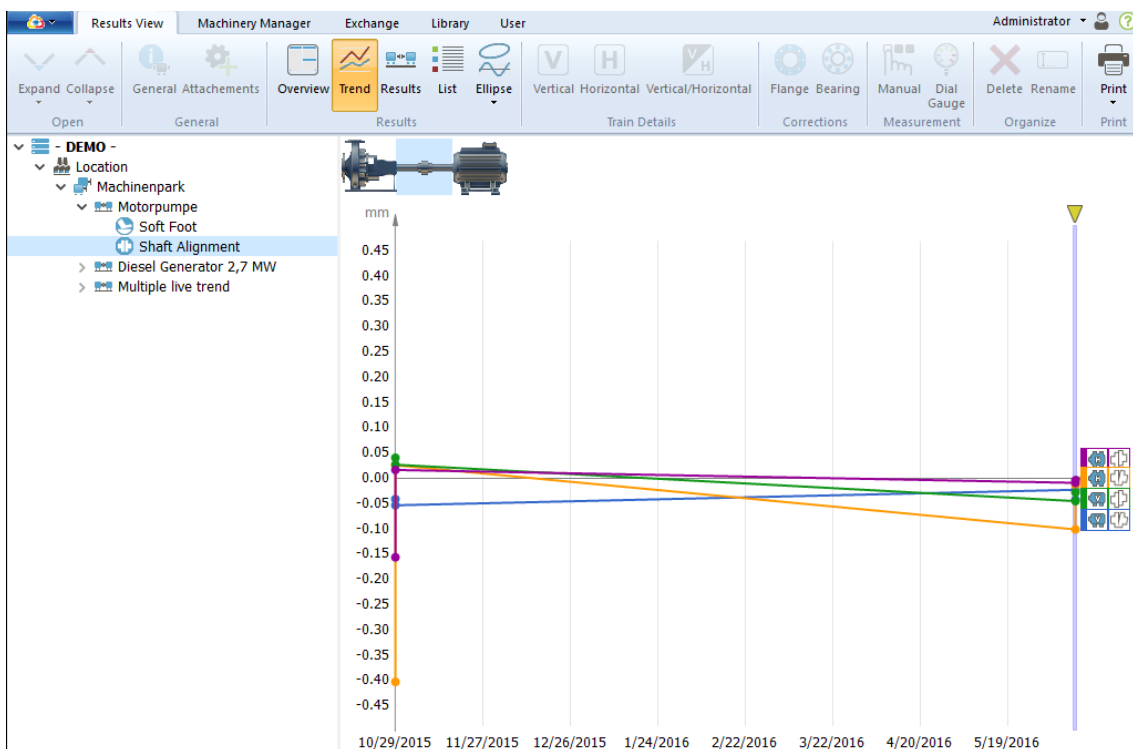 Results View Machinery Manager Exchange Library User Administrator ?
Expand Collapse General Attachements Overview Trend Results List Ellipse V Vertical H Horizontal V/H Vertical/Horizontal Flange Bearing Manual Dial Gauge Delete Rename Print
Open General Results Train Details Corrections Measurement Organize Print
- DEMO -
Location
Machinenpark
Motorpumpe
Soft Foot
Shaft Alignment
Diesel Generator 2,7 MW
Multiple live trend
mm
0.45
0.40
0.35
0.30
0.25
0.20
0.15
0.10
0.05
0.00
-0.05
-0.10
-0.15
-0.20
-0.25
-0.30
-0.35
-0.40
-0.45
H
H
V
V
10/29/2015 11/27/2015 12/26/2015 1/24/2016 2/22/2016 3/22/2016 4/20/2016 5/19/2016